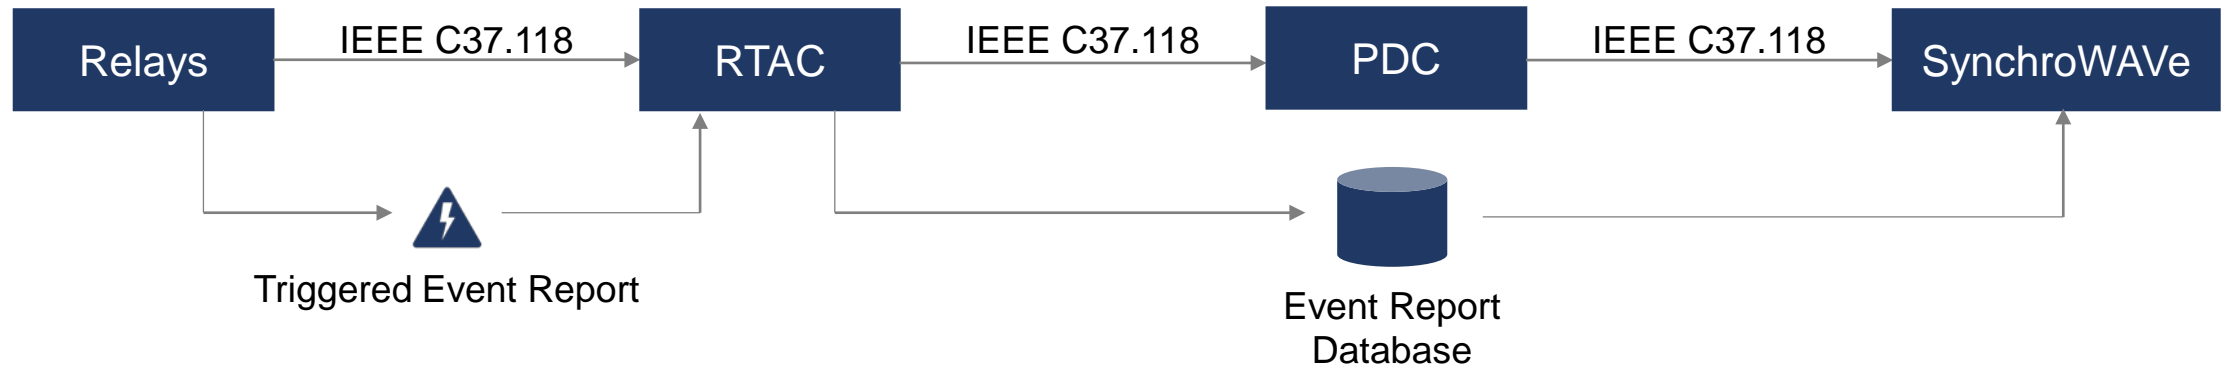 Relays
IEEE C37.118
RTAC
IEEE C37.118
PDC
IEEE C37.118
SynchroWAVe
Triggered Event Report
Event Report
Database